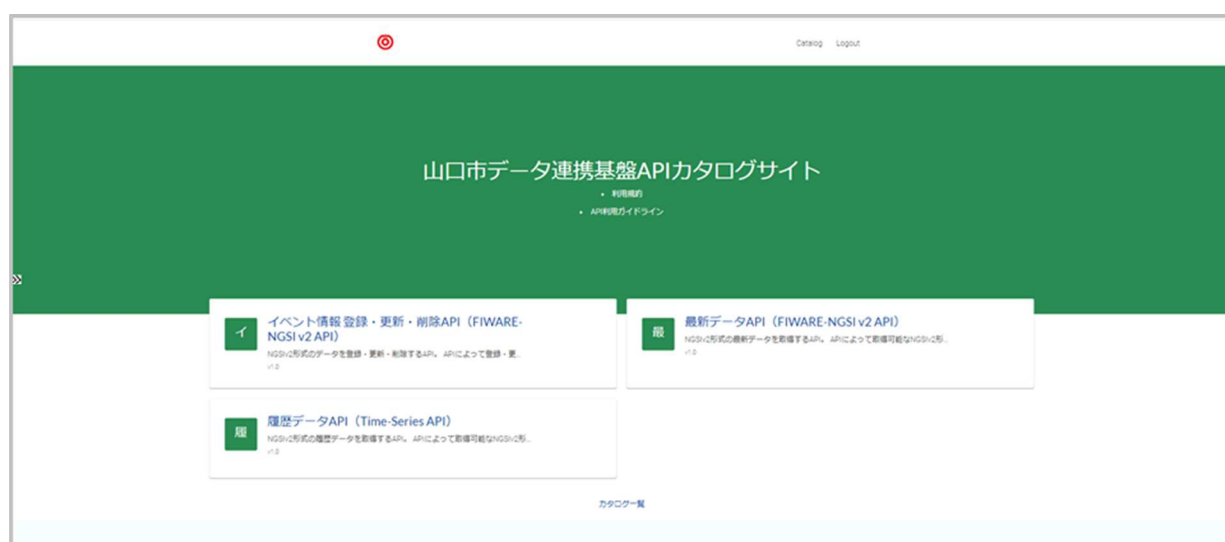 Catalog Logout
山口市データ連携基盤APIカタログサイト
• 利用規約
• API利用ガイドライン
イ
イベント情報 登録・更新・削除API（FIWARE-
NGSI v2 API）
NGSIv2形式のデータを登録・更新・削除するAPI。 APIによって登録・更...
v1.0
最
最新データAPI（FIWARE-NGSI v2 API）
NGSIv2形式の最新データを取得するAPI。 APIによって取得可能なNGSIv2形...
v1.0
履
履歴データAPI（Time-Series API）
NGSIv2形式の履歴データを取得するAPI。 APIによって取得可能なNGSIv2形...
v1.0
カタログ一覧